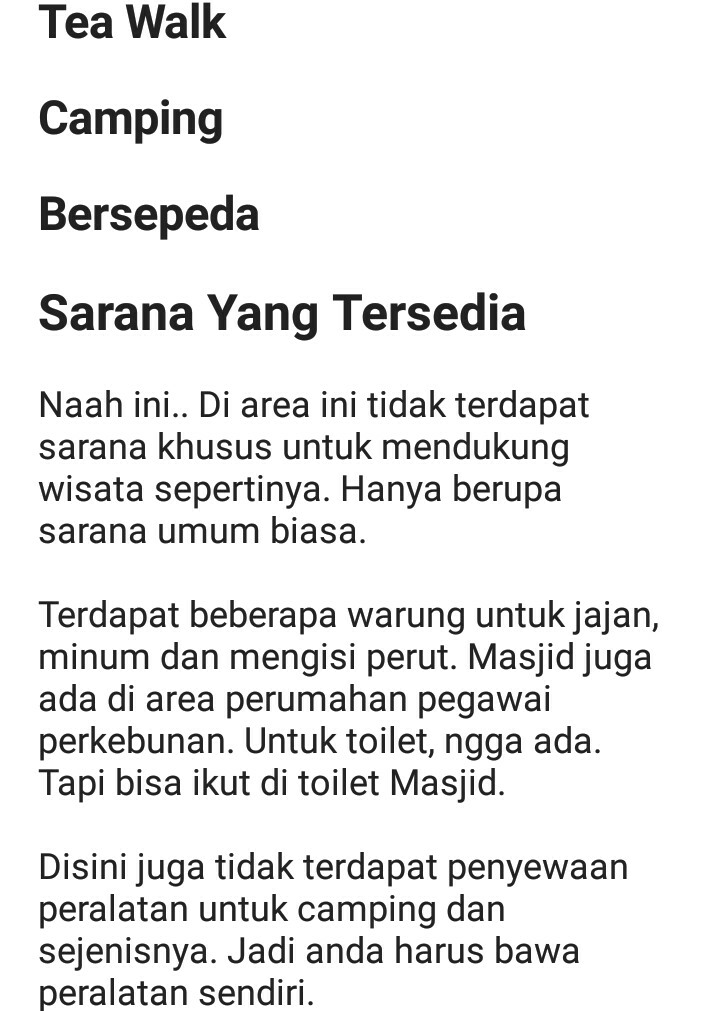 Tea Walk
Camping
Bersepeda
Sarana Yang Tersedia
Naah ini.. Di area ini tidak terdapat
sarana khusus untuk mendukung
wisata sepertinya. Hanya berupa
sarana umum biasa.
Terdapat beberapa warung untuk jajan,
minum dan mengisi perut. Masjid juga
ada di area perumahan pegawai
perkebunan. Untuk toilet, ngga ada.
Tapi bisa ikut di toilet Masjid.
Disini juga tidak terdapat penyewaan
peralatan untuk camping dan
sejenisnya. Jadi anda harus bawa
peralatan sendiri.